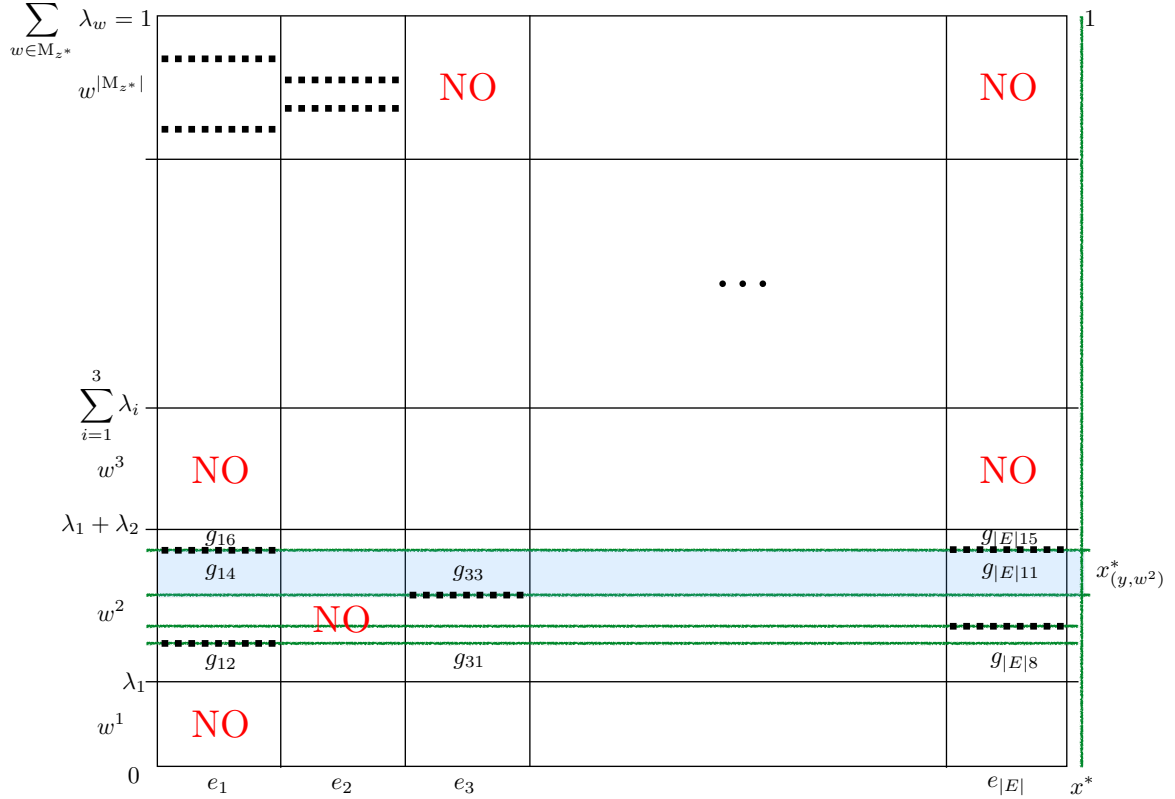 ∑_{w∈M_{z*}} λ_w = 1
1
w^{|M_{z*}|}
NO
NO
...
∑_{i=1}^{3} λ_i
w^3
NO
NO
λ_1 + λ_2
g_{16}
g_{|E|15}
g_{14}
g_{33}
g_{|E|11}
x^*_{(y,w^2)}
w^2
NO
g_{12}
g_{31}
g_{|E|8}
λ_1
w^1
NO
0
e_1
e_2
e_3
e_{|E|}
x^*